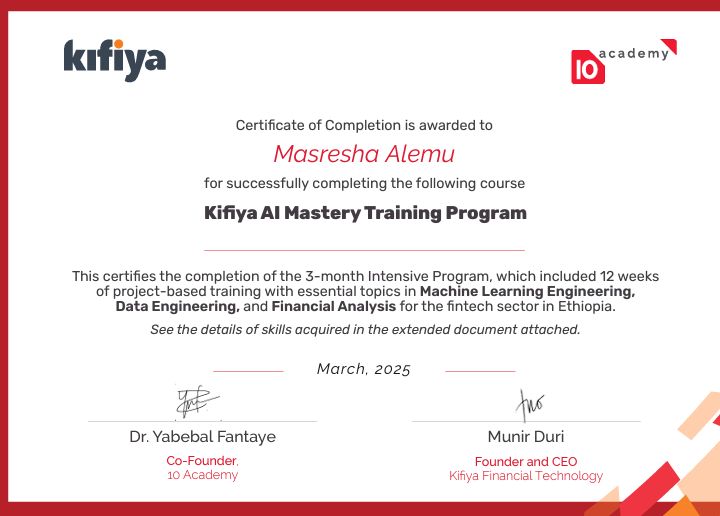 kifiya
10 academy
Certificate of Completion is awarded to
Masresha Alemu
for successfully completing the following course
Kifiya AI Mastery Training Program
This certifies the completion of the 3-month Intensive Program, which included 12 weeks
of project-based training with essential topics in Machine Learning Engineering,
Data Engineering, and Financial Analysis for the fintech sector in Ethiopia.
See the details of skills acquired in the extended document attached.
March, 2025
Dr. Yabebal Fantaye
Munir Duri
Co-Founder,
Founder and CEO
10 Academy
Kifiya Financial Technology